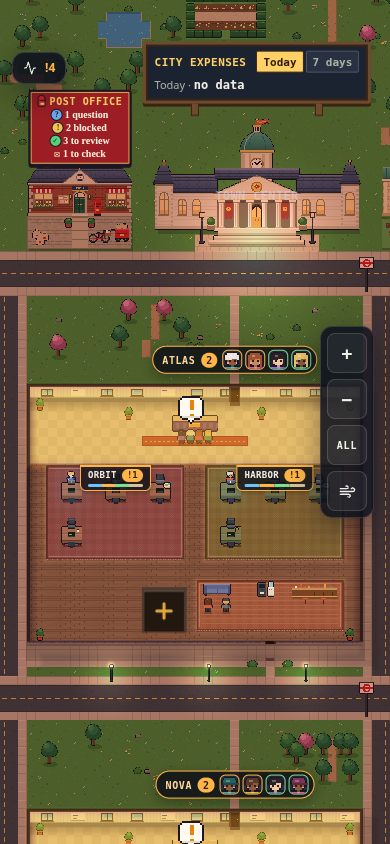 CITY EXPENSES Today 7 days
!4
Today · no data
POST OFFICE
? 1 question
! 2 blocked
✓ 3 to review
✉ 1 to check
ATLAS 2
+
−
ALL
!
ORBIT !1
HARBOR !1
+
NOVA 2
!